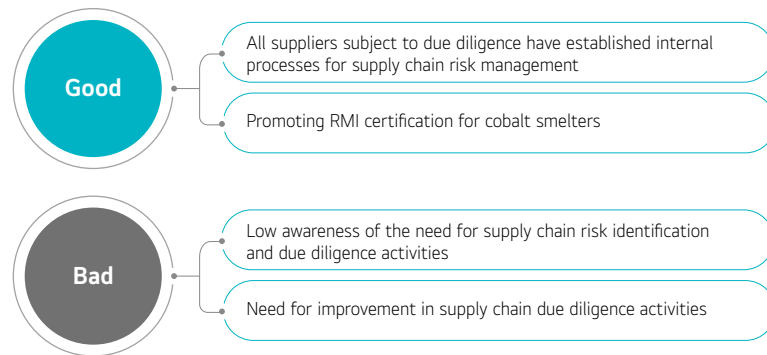 Good
All suppliers subject to due diligence have established internal
processes for supply chain risk management
Promoting RMI certification for cobalt smelters
Bad
Low awareness of the need for supply chain risk identification
and due diligence activities
Need for improvement in supply chain due diligence activities